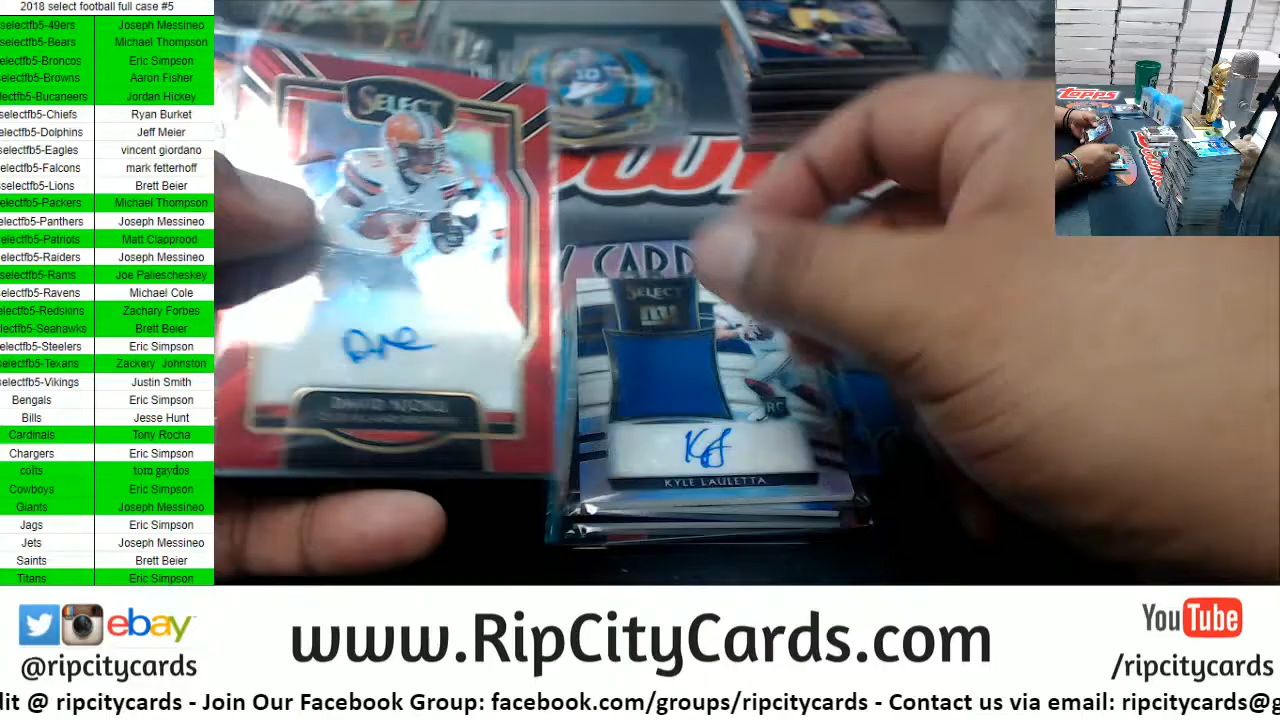 2018 select football full case #5
selectfb5-49ers Joseph Messineo
selectfb5-Bears Michael Thompson
selectfb5-Broncos Eric Simpson
selectfb5-Browns Aaron Fisher
electfb5-Bucaneers Jordan Hickey
selectfb5-Chiefs Ryan Burket
selectfb5-Dolphins Jeff Meier
selectfb5-Eagles vincent giordano
selectfb5-Falcons mark fetterhoff
selectfb5-Lions Brett Beier
selectfb5-Packers Michael Thompson
selectfb5-Panthers Joseph Messineo
selectfb5-Patriots Matt Clapprood
selectfb5-Raiders Joseph Messineo
selectfb5-Rams Joe Paliescheskey
selectfb5-Ravens Michael Cole
selectfb5-Redskins Zachary Forbes
electfb5-Seahawks Brett Beier
selectfb5-Steelers Eric Simpson
selectfb5-Texans Zackery Johnston
selectfb5-Vikings Justin Smith
Bengals Eric Simpson
Bills Jesse Hunt
Cardinals Tony Rocha
Chargers Eric Simpson
colts tom gaydos
Cowboys Eric Simpson
Giants Joseph Messineo
Jags Eric Simpson
Jets Joseph Messineo
Saints Brett Beier
Titans Eric Simpson
SELECT
DAVID NJOKU
Y CARD
SELECT
RC
KYLE LAULETTA
TOPPS
ebay
@ripcitycards
www.RipCityCards.com
YouTube
/ripcitycards
dit @ ripcitycards - Join Our Facebook Group: facebook.com/groups/ripcitycards - Contact us via email: ripcitycards@g